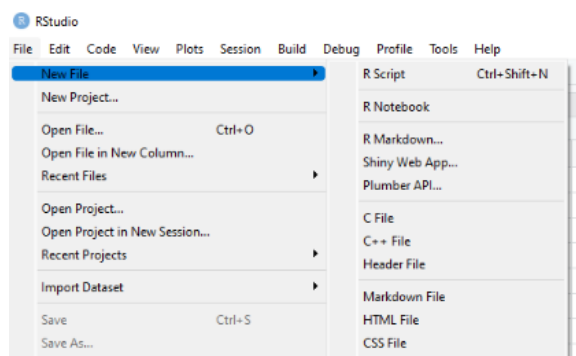 RStudio
File Edit Code View Plots Session Build Debug Profile Tools Help
New File
New Project...
Open File... Ctrl+O
Open File in New Column...
Recent Files
Open Project...
Open Project in New Session...
Recent Projects
Import Dataset
Save Ctrl+S
Save As...
R Script Ctrl+Shift+N
R Notebook
R Markdown...
Shiny Web App...
Plumber API...
C File
C++ File
Header File
Markdown File
HTML File
CSS File